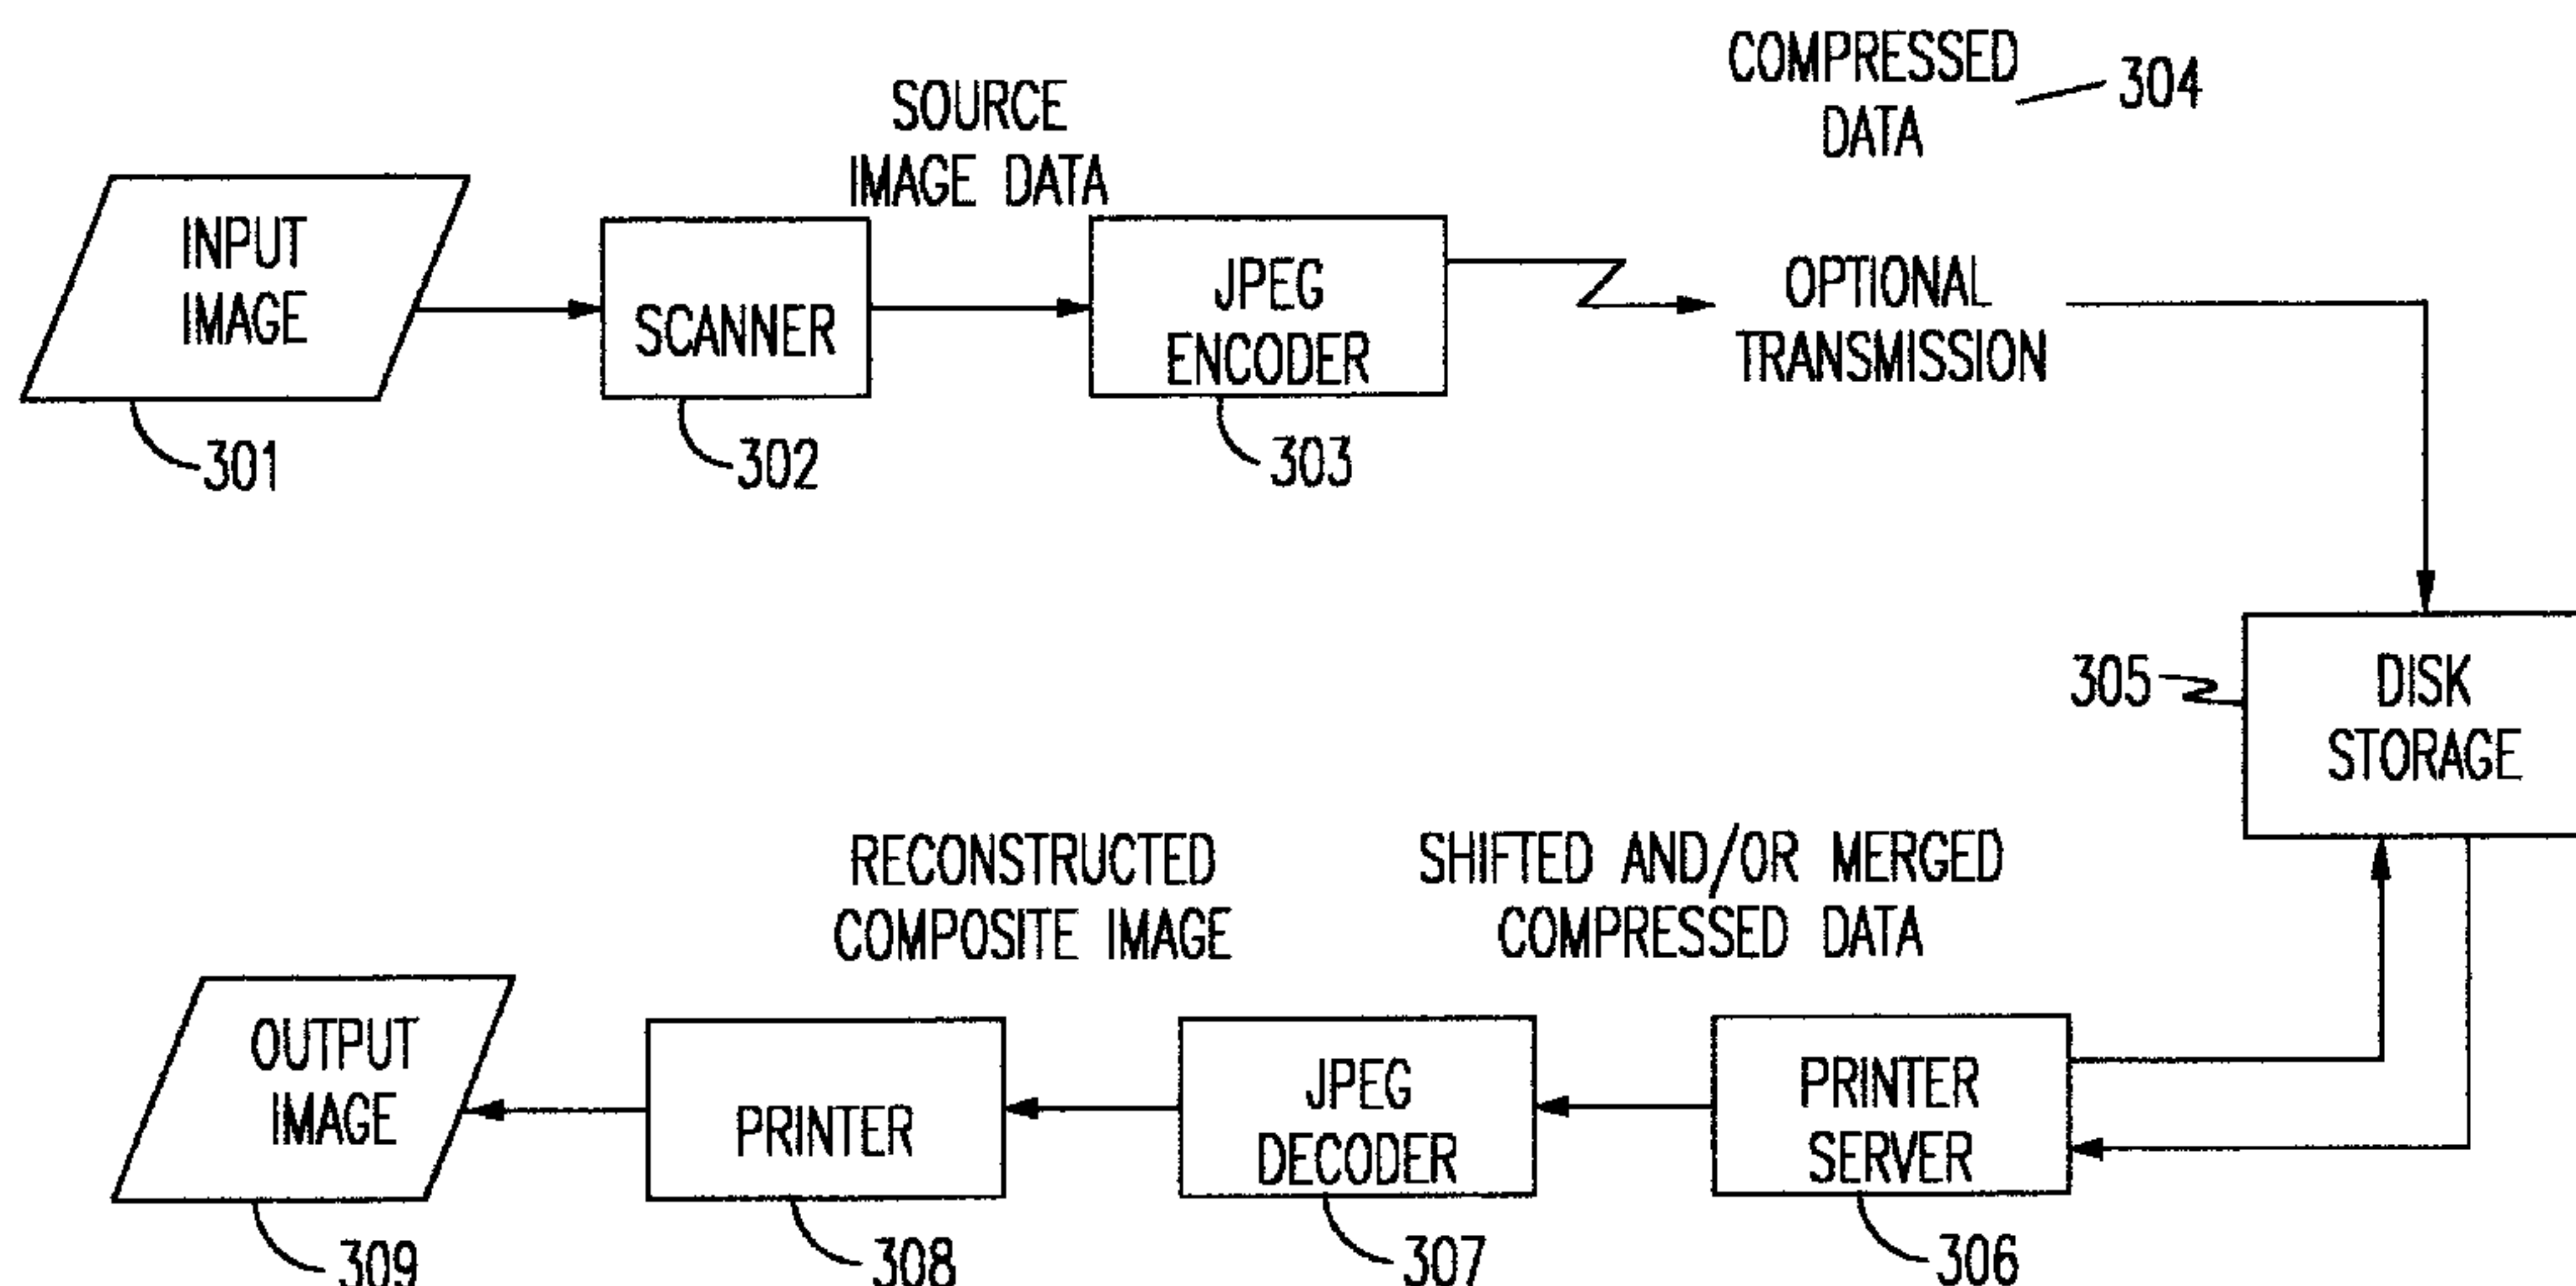 COMPRESSED
DATA
304
SOURCE
IMAGE DATA
INPUT
IMAGE
SCANNER
JPEG
ENCODER
OPTIONAL
TRANSMISSION
301
302
303
305
DISK
STORAGE
RECONSTRUCTED
COMPOSITE IMAGE
SHIFTED AND/OR MERGED
COMPRESSED DATA
OUTPUT
IMAGE
PRINTER
JPEG
DECODER
PRINTER
SERVER
309
308
307
306